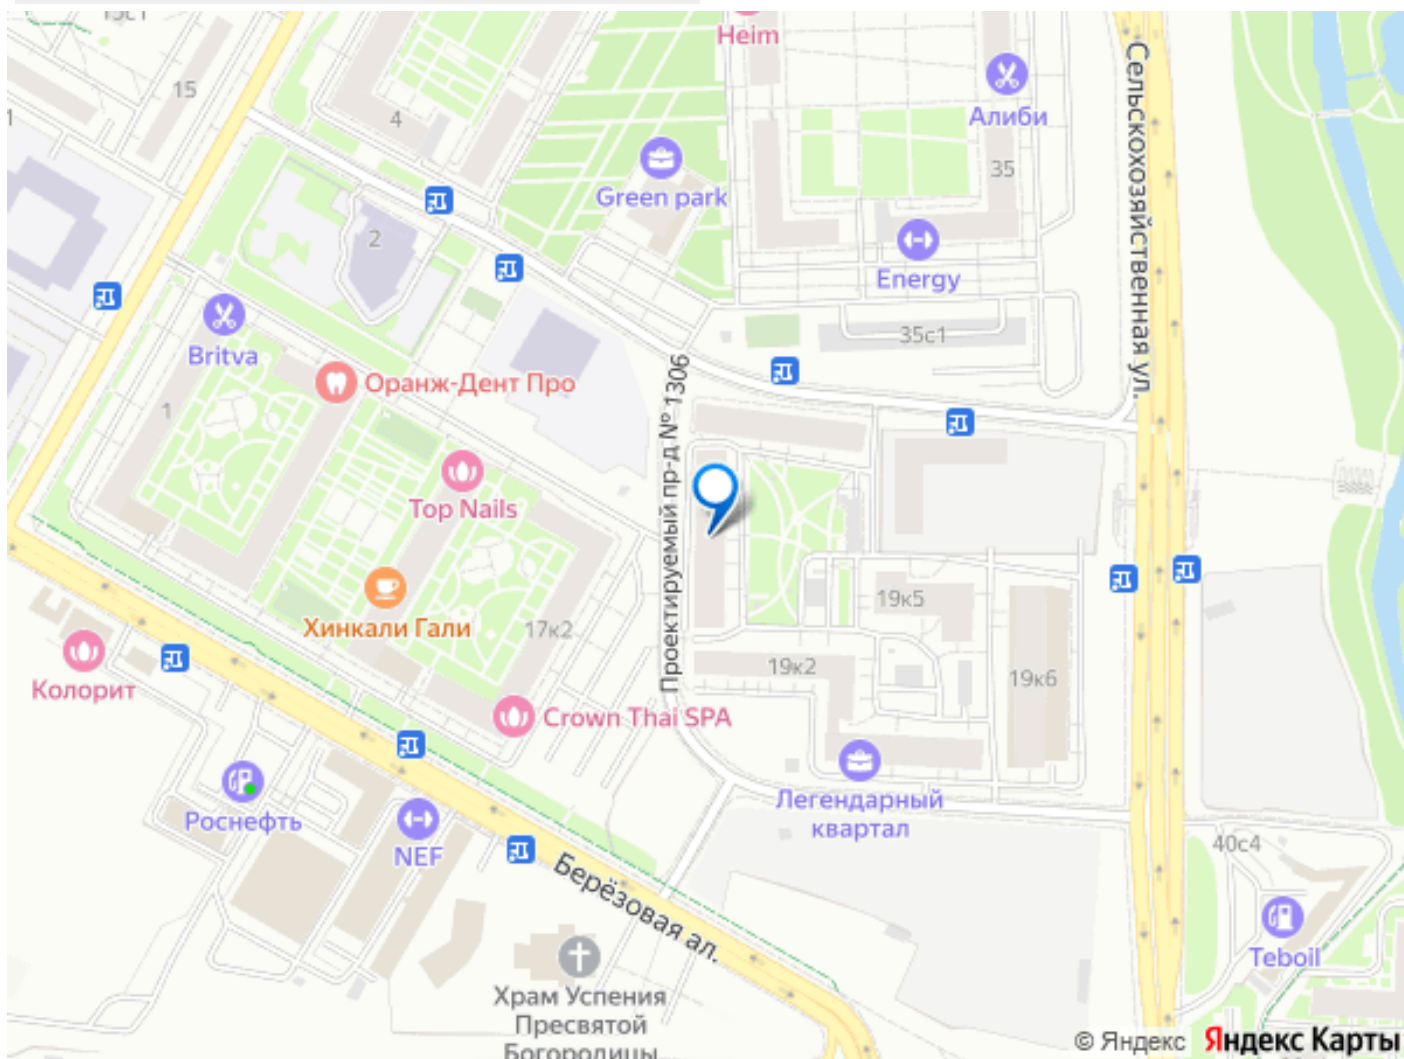 15с1
Heim
15
4
1
Алиби
35
Green park
Сельскохозяйственная ул.
2
Energy
35с1
Britva
Оранж-Дент Про
1
Проектируемый пр-д № 1306
Top Nails
Хинкали Гали
17к2
19к5
19к2
19к6
Колорит
Crown Thai SPA
Роснефть
NEF
Легендарный
квартал
40с4
Берёзовая ал.
Teboil
Храм Успения
Пресвятой
Богородицы
© Яндекс Яндекс Карты